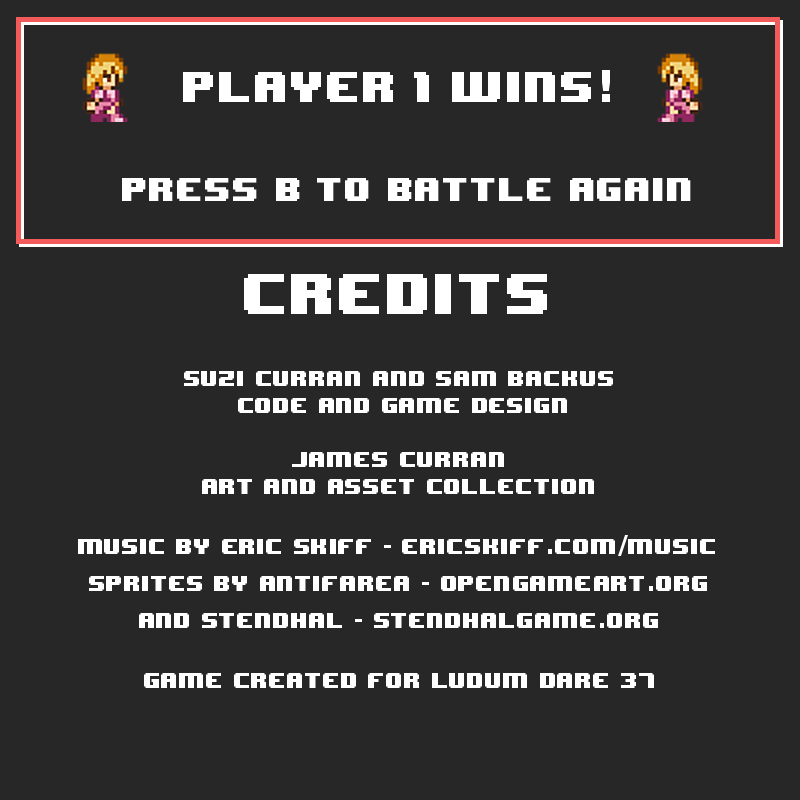 PLAYER 1 WINS!
PRESS B TO BATTLE AGAIN
CREDITS
SUZI CURRAN AND SAM BACKUS
CODE AND GAME DESIGN
JAMES CURRAN
ART AND ASSET COLLECTION
MUSIC BY ERIC SKIFF - ERICSKIFF.COM/MUSIC
SPRITES BY ANTIFAREA - OPENGAMEART.ORG
AND STENDHAL - STENDHALGAME.ORG
GAME CREATED FOR LUDUM DARE 37